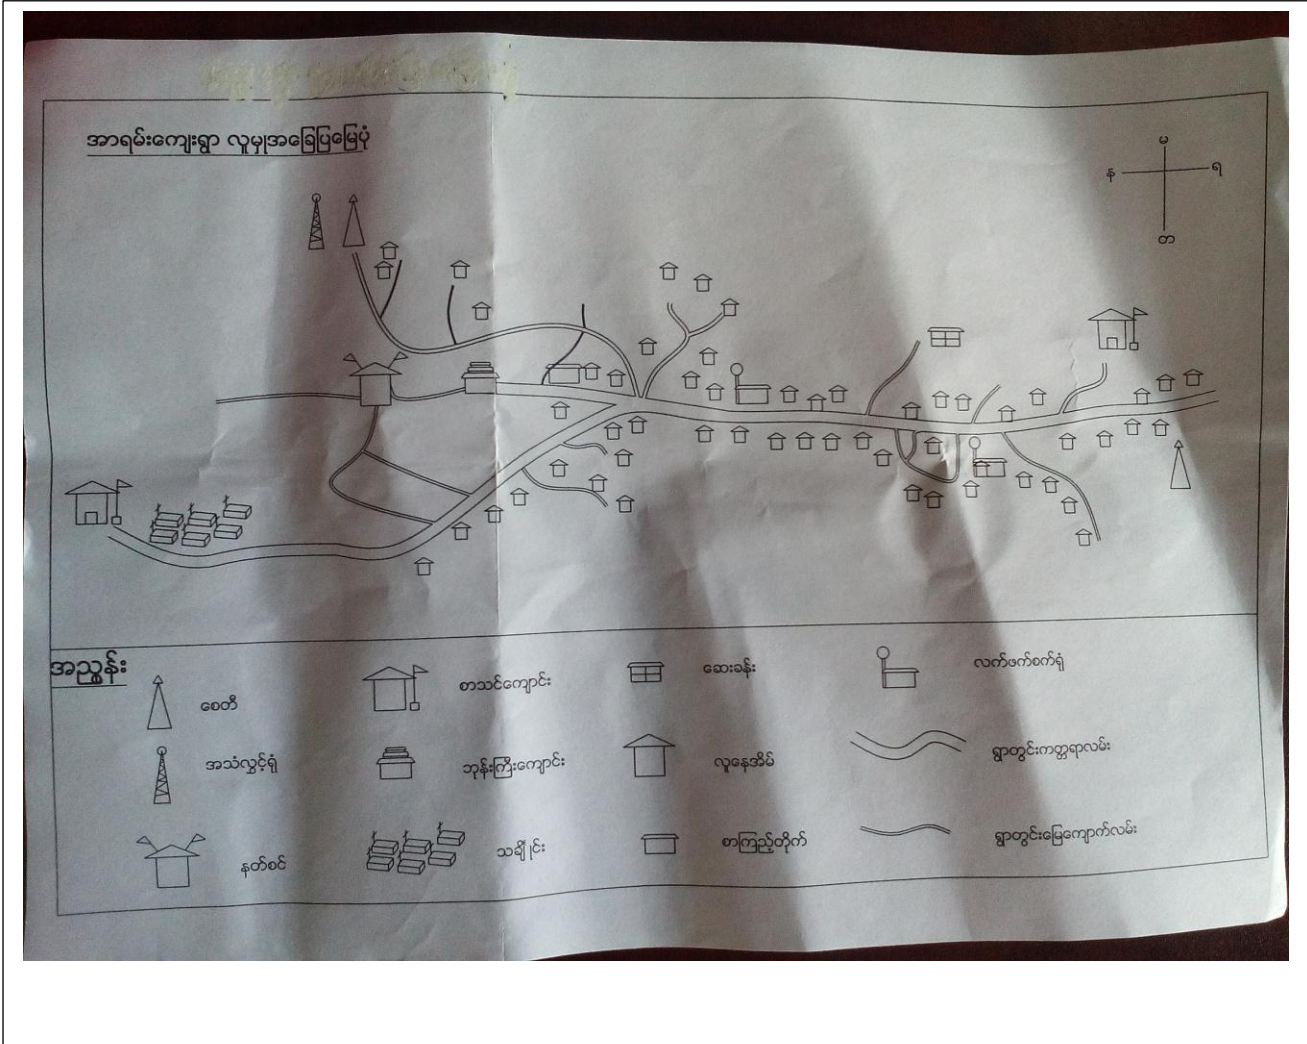 အာရမ်းကျေးရွာ လူမှုအခြေပြမြေပုံ
မ
န
ရ
တ
အညွှန်း
စေတီ
စာသင်ကျောင်း
ဆေးခန်း
လက်ဖက်စက်ရုံ
အသံလွှင့်ရုံ
ဘုန်းကြီးကျောင်း
လူနေအိမ်
ရွာတွင်းကတ္တရာလမ်း
နတ်စင်
သချိုင်း
စာကြည့်တိုက်
ရွာတွင်းမြေကျောက်လမ်း